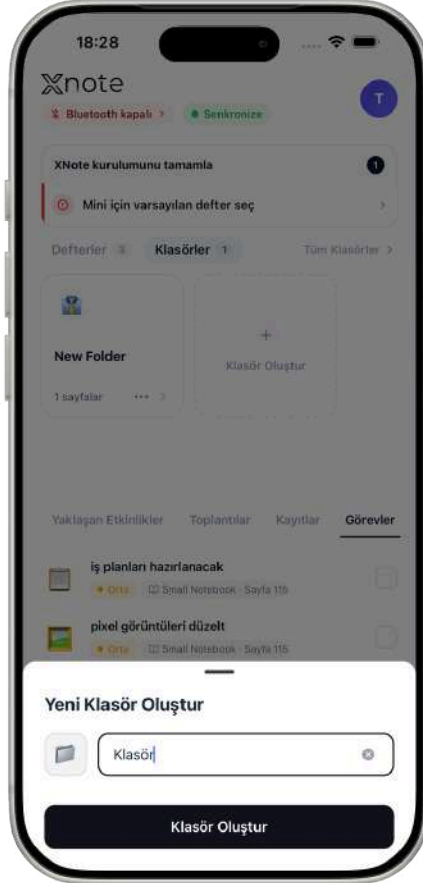 18:28
Xnote
Bluetooth kapalı >
Senkronize
T
XNote kurulumunu tamamla
1
Mini için varsayılan defter seç
Defterler 3 Klasörler 1 Tüm Klasörler >
New Folder
1 sayfalar
+
Klasör Oluştur
Yaklaşan Etkinlikler Toplantılar Kayıtlar Görevler
iş planları hazırlanacak
Orta Small Notebook · Sayfa 115
pixel görüntüleri düzelt
Orta Small Notebook · Sayfa 115
Yeni Klasör Oluştur
Klasör
Klasör Oluştur